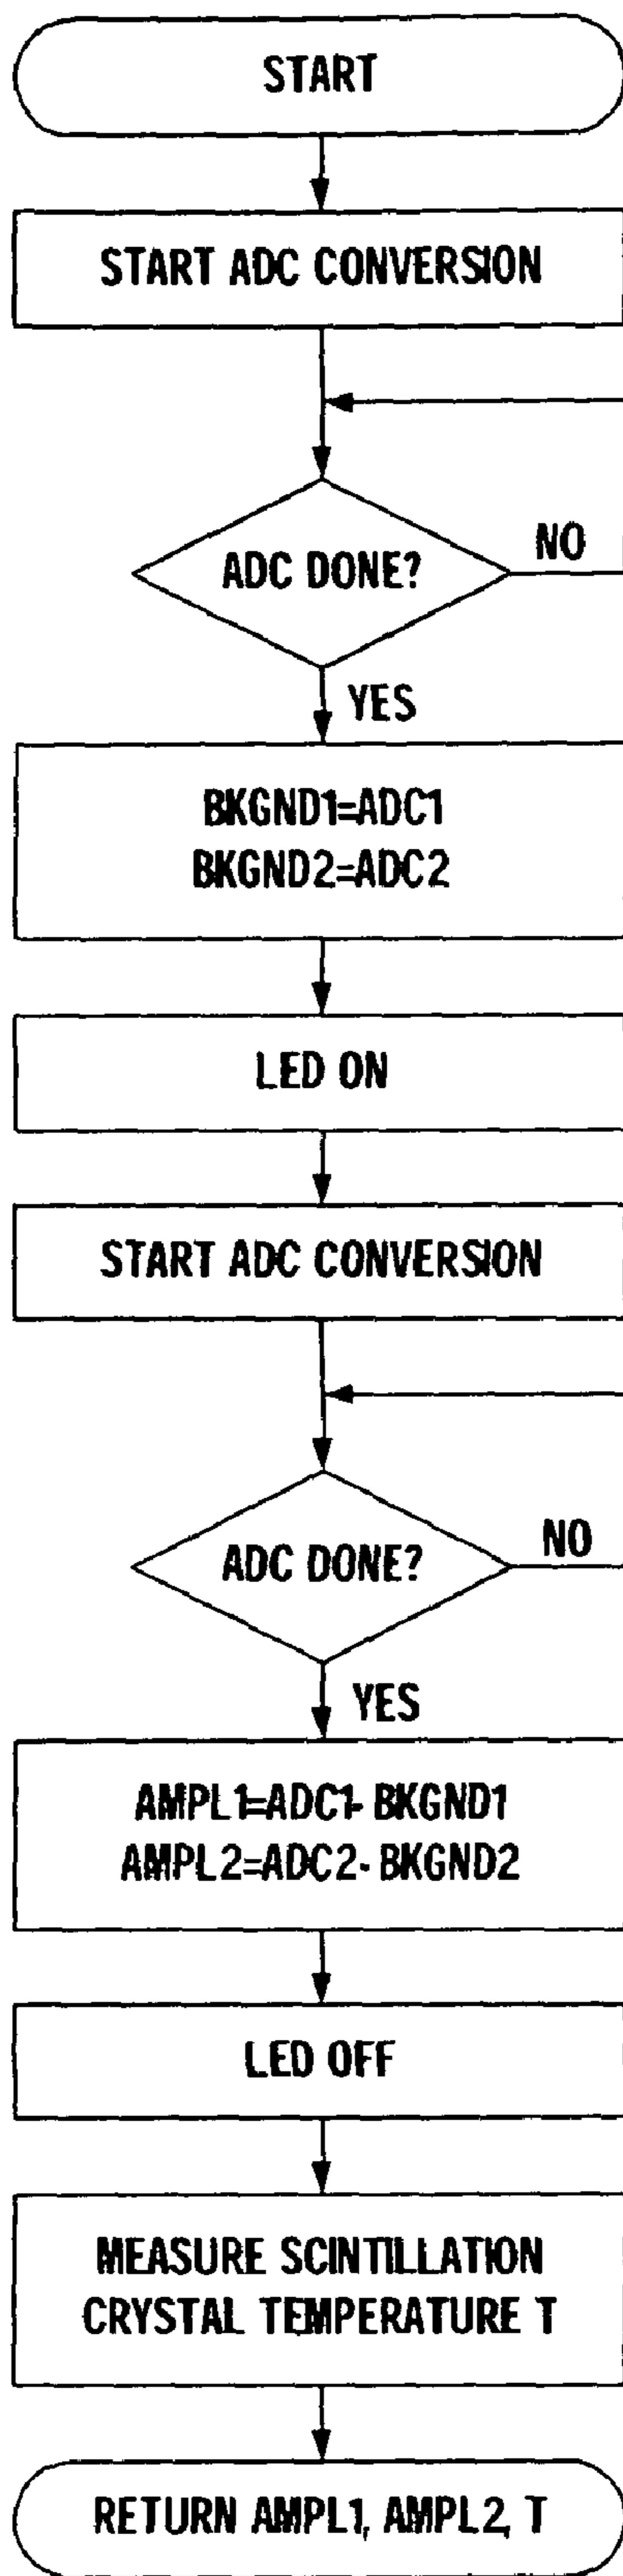 START
START ADC CONVERSION
ADC DONE?
NO
YES
BKGND1=ADC1
BKGND2=ADC2
LED ON
START ADC CONVERSION
ADC DONE?
NO
YES
AMPL1=ADC1-BKGND1
AMPL2=ADC2-BKGND2
LED OFF
MEASURE SCINTILLATION
CRYSTAL TEMPERATURE T
RETURN AMPL1, AMPL2, T